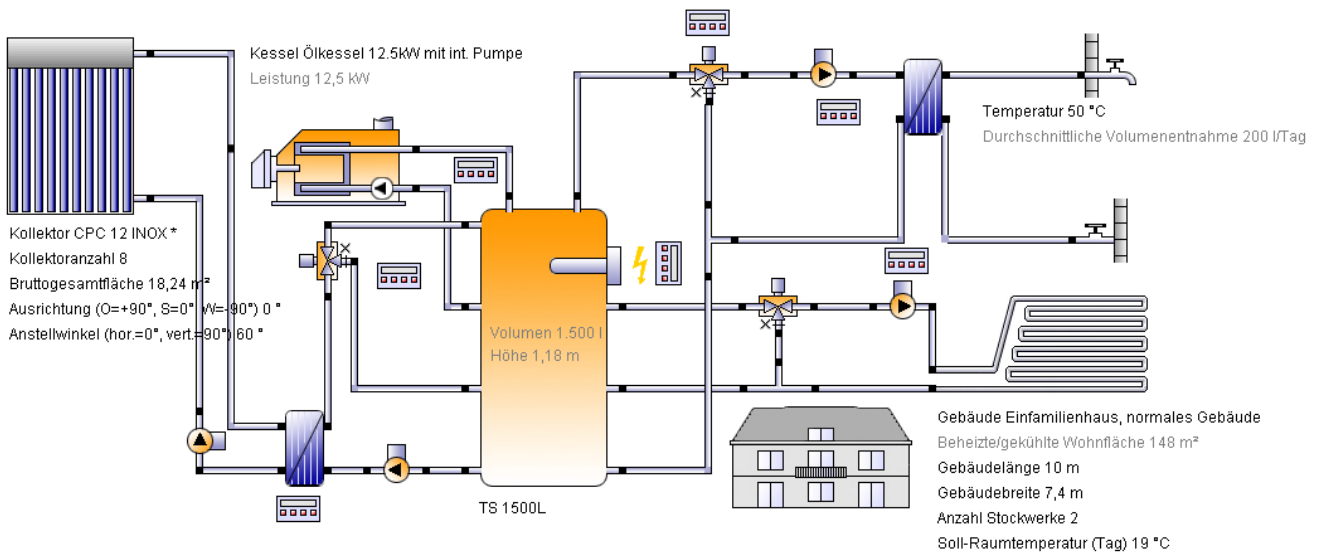 Kessel Ölkessel 12.5kW mit int. Pumpe
Leistung 12,5 kW
Temperatur 50 °C
Durchschnittliche Volumenentnahme 200 l/Tag
Kollektor CPC 12 INOX *
Kollektoranzahl 8
Bruttogesamtfläche 18,24 m²
Ausrichtung (O=+90°, S=0°, W=-90°) 0 °
Anstellwinkel (hor.=0°, vert.=90°) 60 °
Volumen 1.500 l
Höhe 1,18 m
TS 1500L
Gebäude Einfamilienhaus, normales Gebäude
Beheizte/gekühlte Wohnfläche 148 m²
Gebäudelänge 10 m
Gebäudebreite 7,4 m
Anzahl Stockwerke 2
Soll-Raumtemperatur (Tag) 19 °C